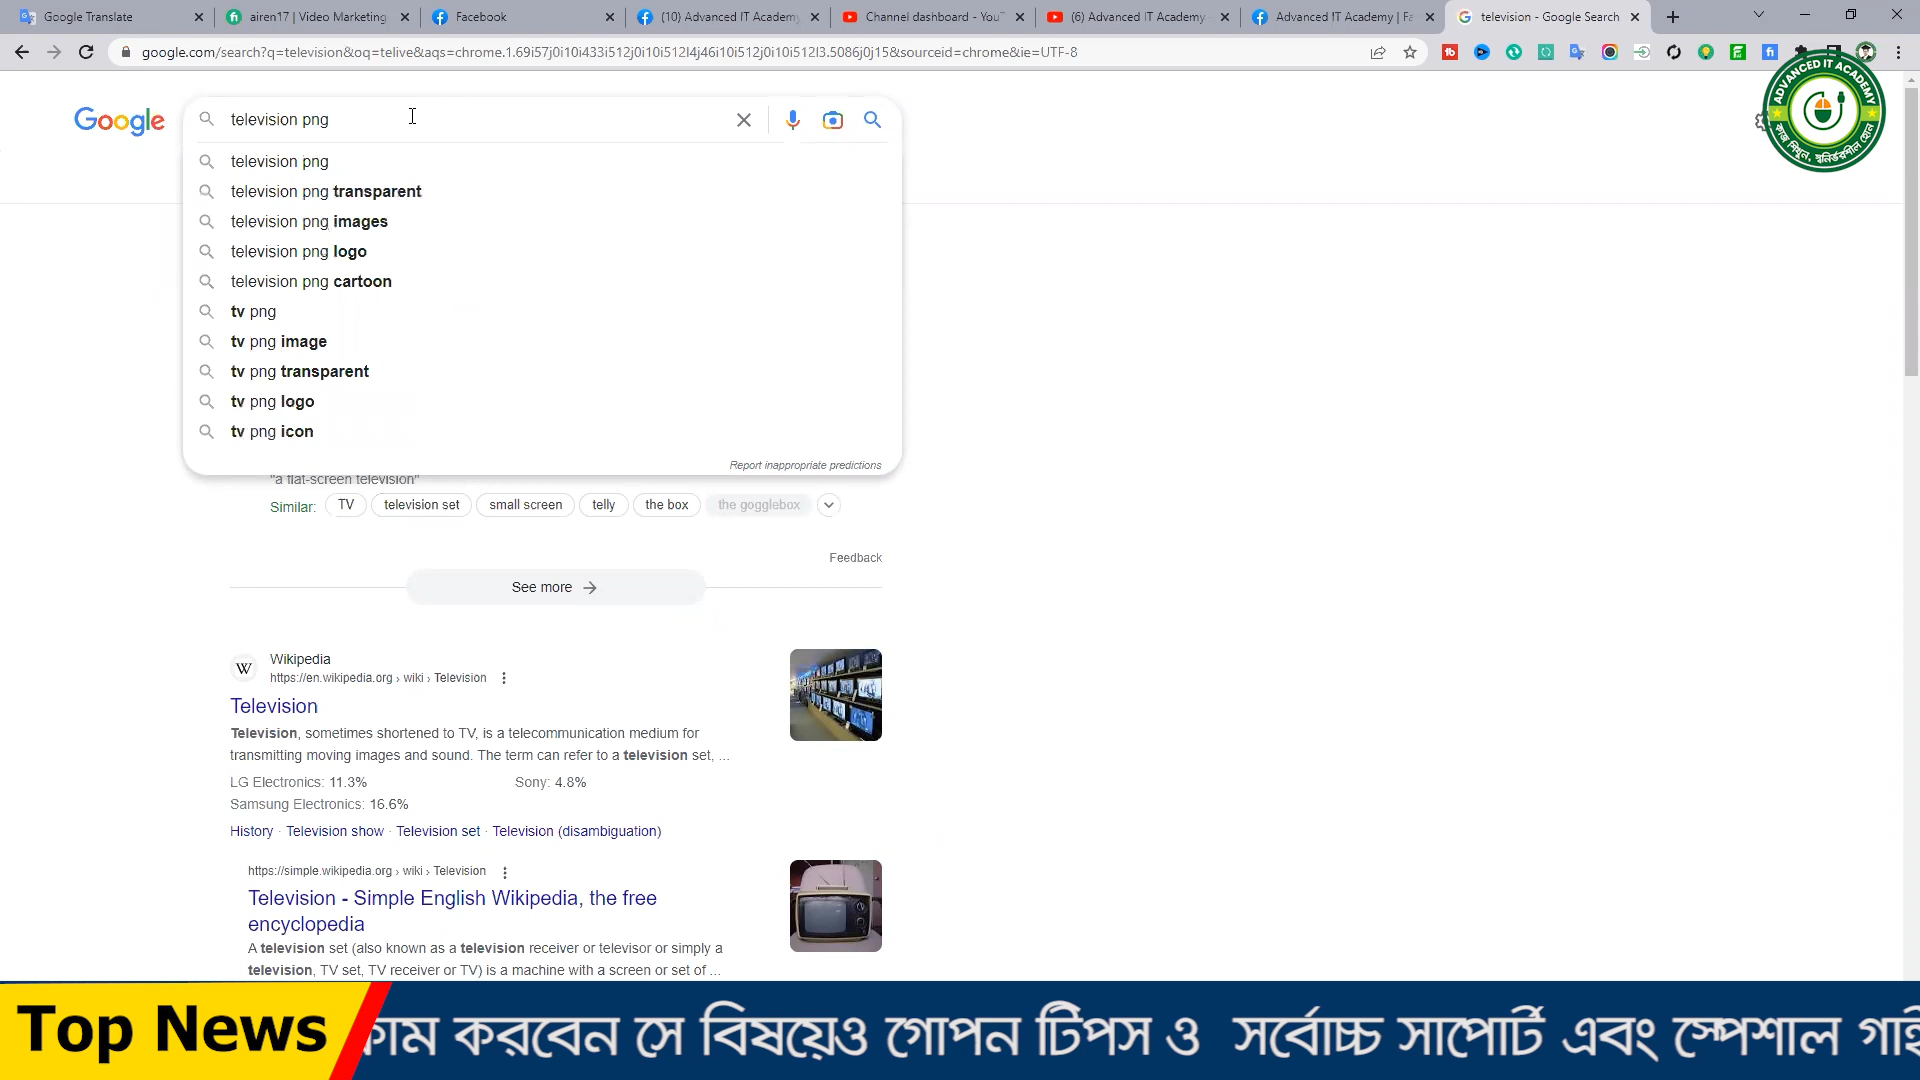 Google Translate
airen17 | Video Marketing
Facebook
(10) Advanced IT Academy
Channel dashboard - You
(6) Advanced IT Academy -
Advanced IT Academy | Fa
television - Google Search
google.com/search?q=television&oq=telive&aqs=chrome.1.69i57j0i10i433i512j0i10i512l4j46i10i512j0i10i512l3.5086j0j15&sourceid=chrome&ie=UTF-8
ADVANCED IT ACADEMY
কাজ শিখুন, স্বনির্ভরশীল হোন
Google
television png
television png
television png transparent
television png images
television png logo
television png cartoon
tv png
tv png image
tv png transparent
tv png logo
tv png icon
Report inappropriate predictions
"a flat-screen television"
Similar: TV television set small screen telly the box the gogglebox
Feedback
See more
W Wikipedia
https://en.wikipedia.org › wiki › Television
Television
Television, sometimes shortened to TV, is a telecommunication medium for
transmitting moving images and sound. The term can refer to a television set, ...
LG Electronics: 11.3% Sony: 4.8%
Samsung Electronics: 16.6%
History · Television show · Television set · Television (disambiguation)
https://simple.wikipedia.org › wiki › Television
Television - Simple English Wikipedia, the free
encyclopedia
A television set (also known as a television receiver or televisor or simply a
television, TV set, TV receiver or TV) is a machine with a screen or set of ...
Top News কাম করবেন সে বিষয়েও গোপন টিপস ও সর্বোচ্চ সাপোর্ট এবং স্পেশাল গাই